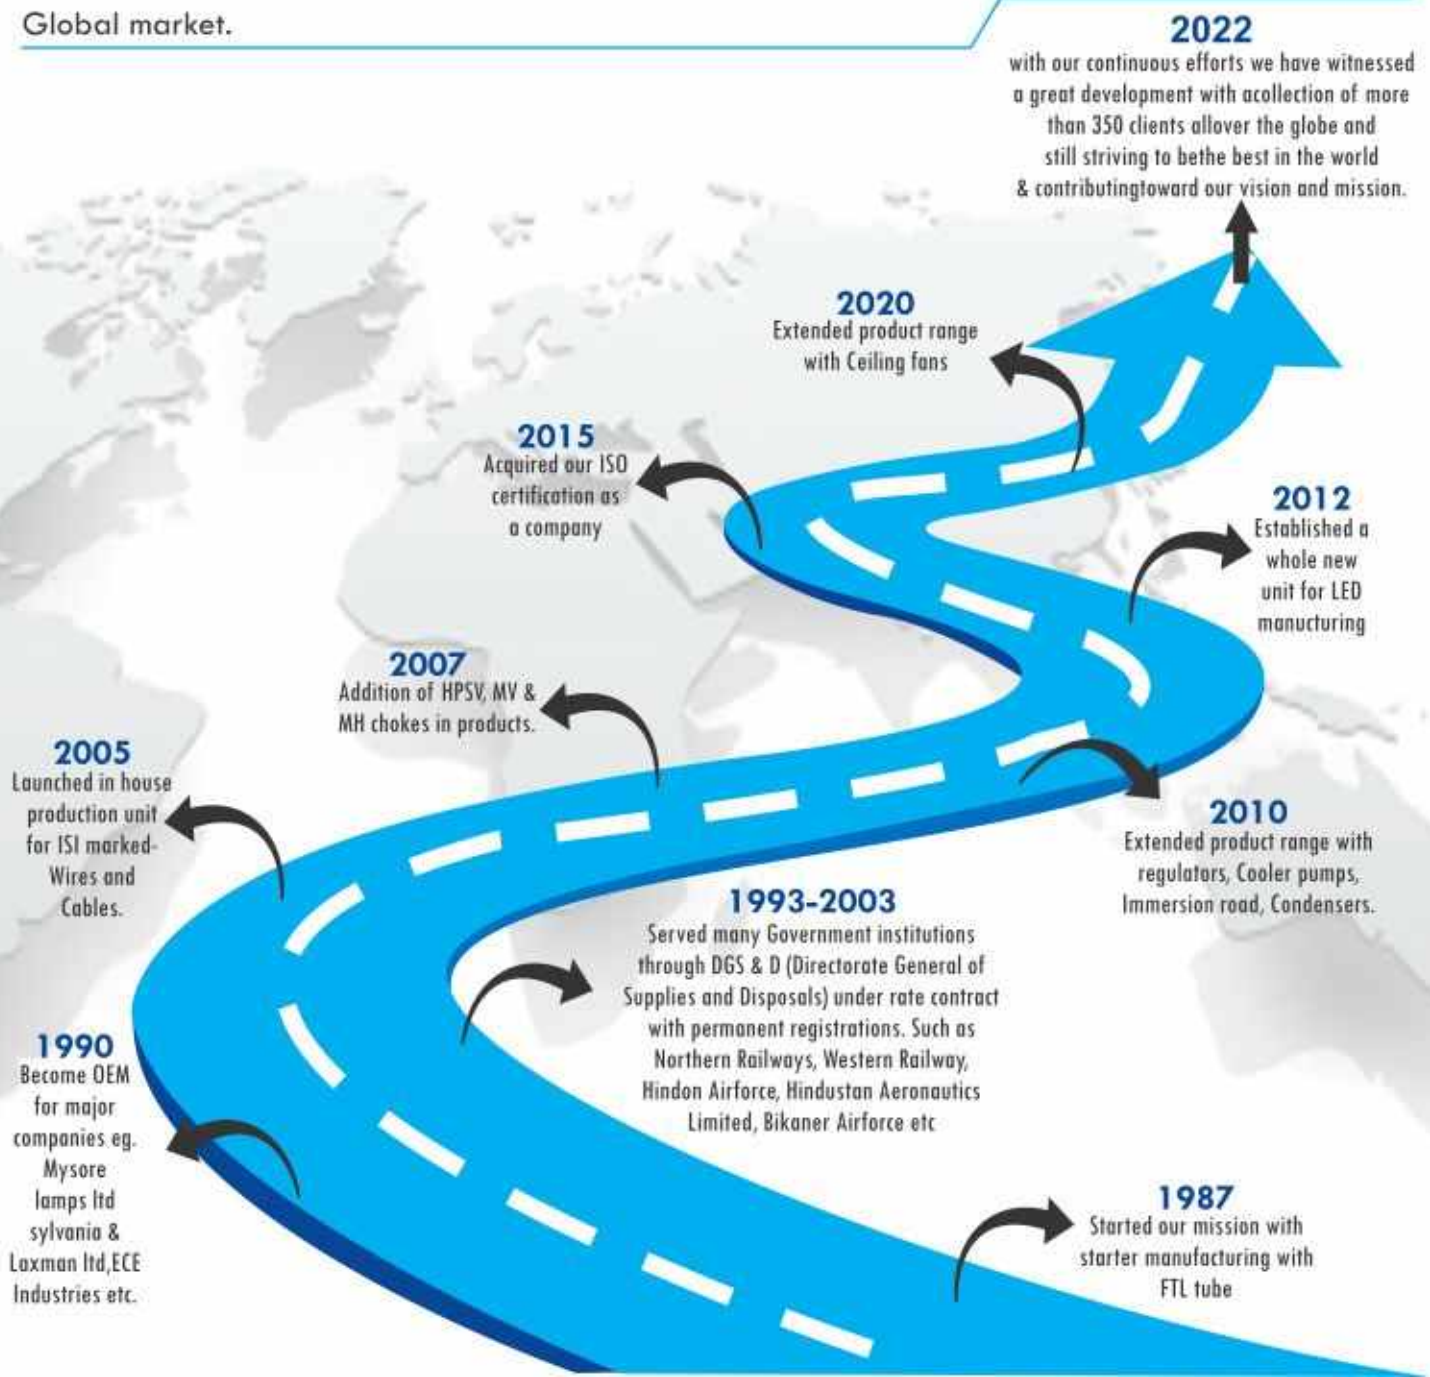 Global market.
2022
with our continuous efforts we have witnessed
a great development with acollection of more
than 350 clients allover the globe and
still striving to bethe best in the world
& contributingtoward our vision and mission.
2020
Extended product range
with Ceiling fans
2015
Acquired our ISO
certification as
a company
2012
Established a
whole new
unit for LED
manucturing
2007
Addition of HPSV, MV &
MH chokes in products.
2005
Launched in house
production unit
for ISI marked-
Wires and
Cables.
2010
Extended product range with
regulators, Cooler pumps,
Immersion road, Condensers.
1993-2003
Served many Government institutions
through DGS & D (Directorate General of
Supplies and Disposals) under rate contract
with permanent registrations. Such as
Northern Railways, Western Railway,
Hindon Airforce, Hindustan Aeronautics
Limited, Bikaner Airforce etc
1990
Become OEM
for major
companies eg.
Mysore
lamps ltd
sylvania &
Laxman ltd,ECE
Industries etc.
1987
Started our mission with
starter manufacturing with
FTL tube